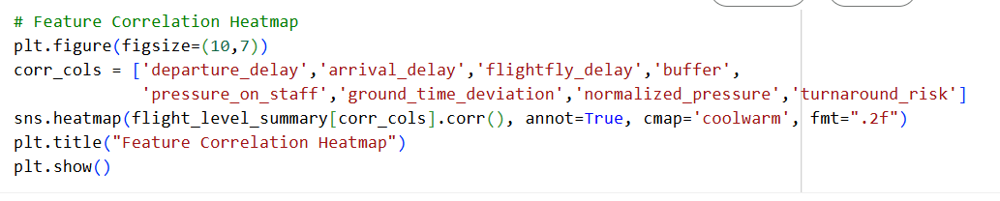 # Feature Correlation Heatmap
plt.figure(figsize=(10,7))
corr_cols = ['departure_delay','arrival_delay','flightfly_delay','buffer',
'pressure_on_staff','ground_time_deviation','normalized_pressure','turnaround_risk']
sns.heatmap(flight_level_summary[corr_cols].corr(), annot=True, cmap='coolwarm', fmt=".2f")
plt.title("Feature Correlation Heatmap")
plt.show()